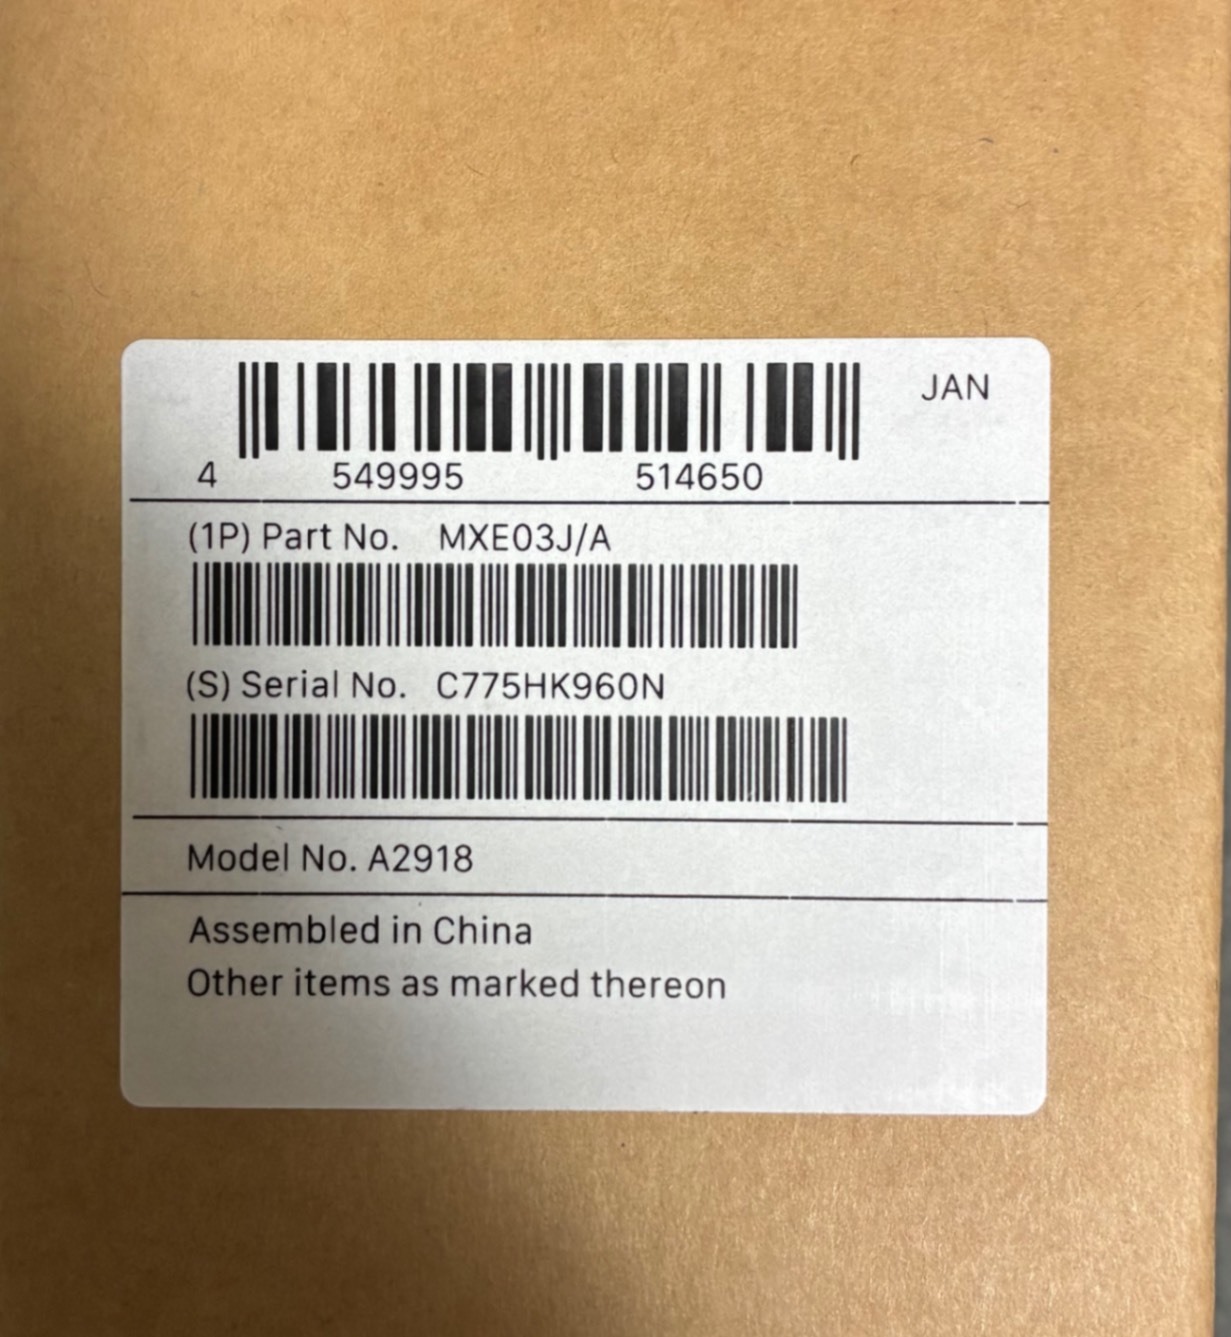 JAN
4 549995 514650
(1P) Part No. MXE03J/A
(S) Serial No. C775HK960N
Model No. A2918
Assembled in China
Other items as marked thereon